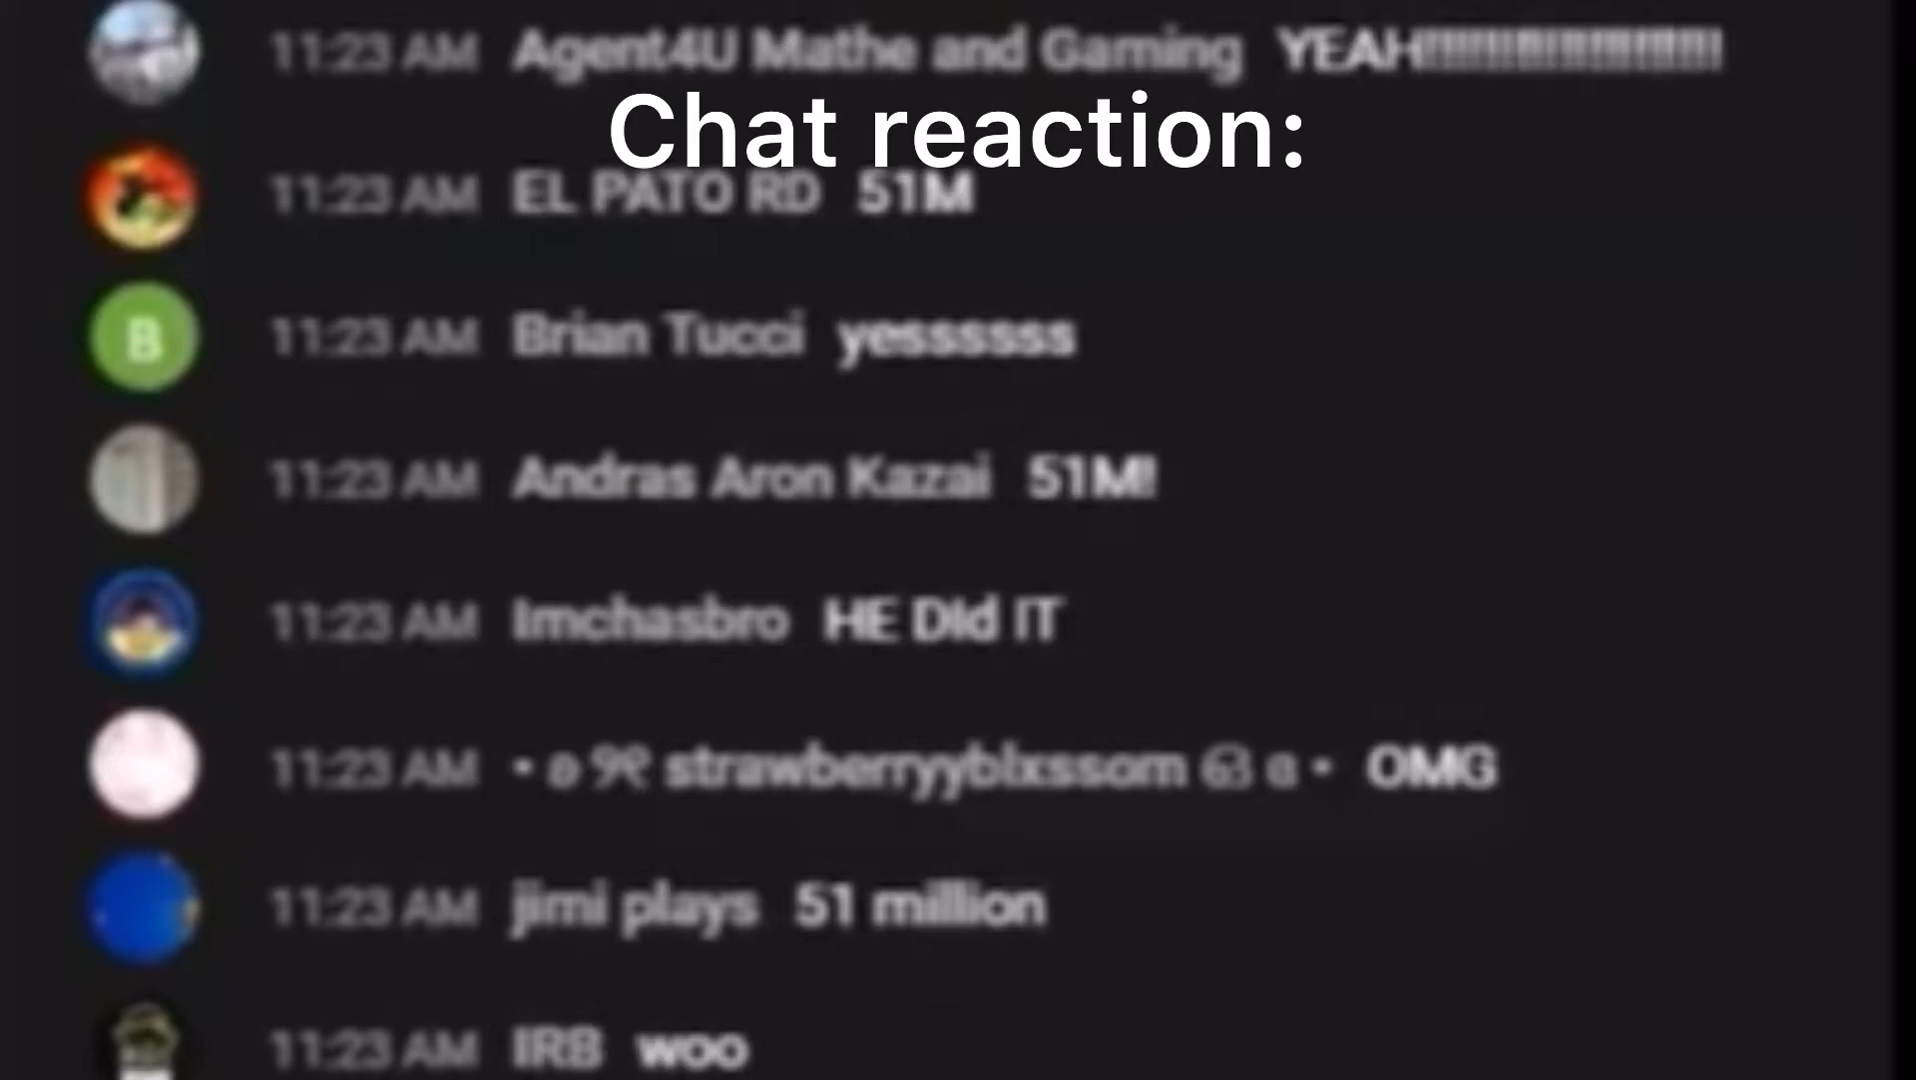 11:23 AM Agent4U Mathe and Gaming YEAH!!!!!!!!!!!!!!!!!!!!!!!!
Chat reaction:
11:23 AM EL PATO RD 51M
B 11:23 AM Brian Tucci yessssss
11:23 AM Andras Aron Kazai 51M!
11:23 AM Imchasbro HE DId IT
11:23 AM • ʚ ୨୧ strawberryyblxssom ଓ ɞ • OMG
11:23 AM jimi plays 51 million
11:23 AM IRB woo